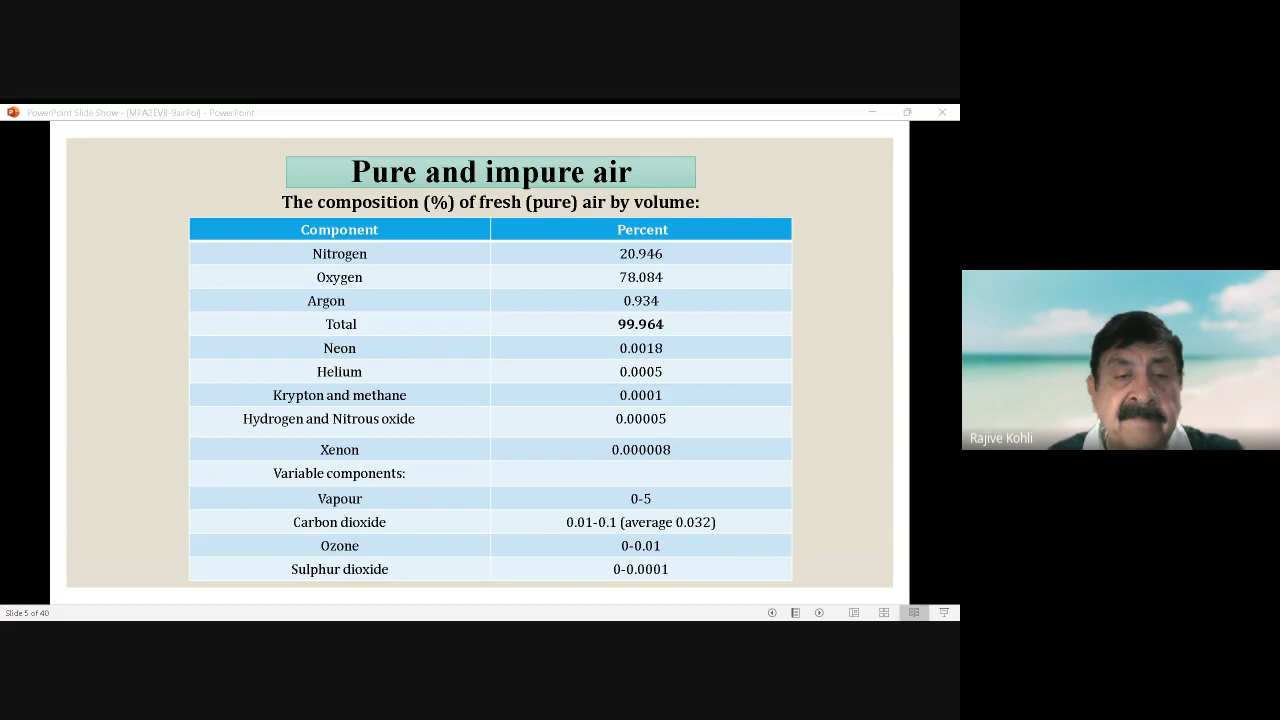 PowerPoint Slide Show - [MPA2EVB-9airPol] - PowerPoint
Pure and impure air
The composition (%) of fresh (pure) air by volume:
Component Percent
Nitrogen 20.946
Oxygen 78.084
Argon 0.934
Total 99.964
Neon 0.0018
Helium 0.0005
Krypton and methane 0.0001
Hydrogen and Nitrous oxide 0.00005
Xenon 0.000008
Variable components:
Vapour 0-5
Carbon dioxide 0.01-0.1 (average 0.032)
Ozone 0-0.01
Sulphur dioxide 0-0.0001
Slide 5 of 40
Rajive Kohli